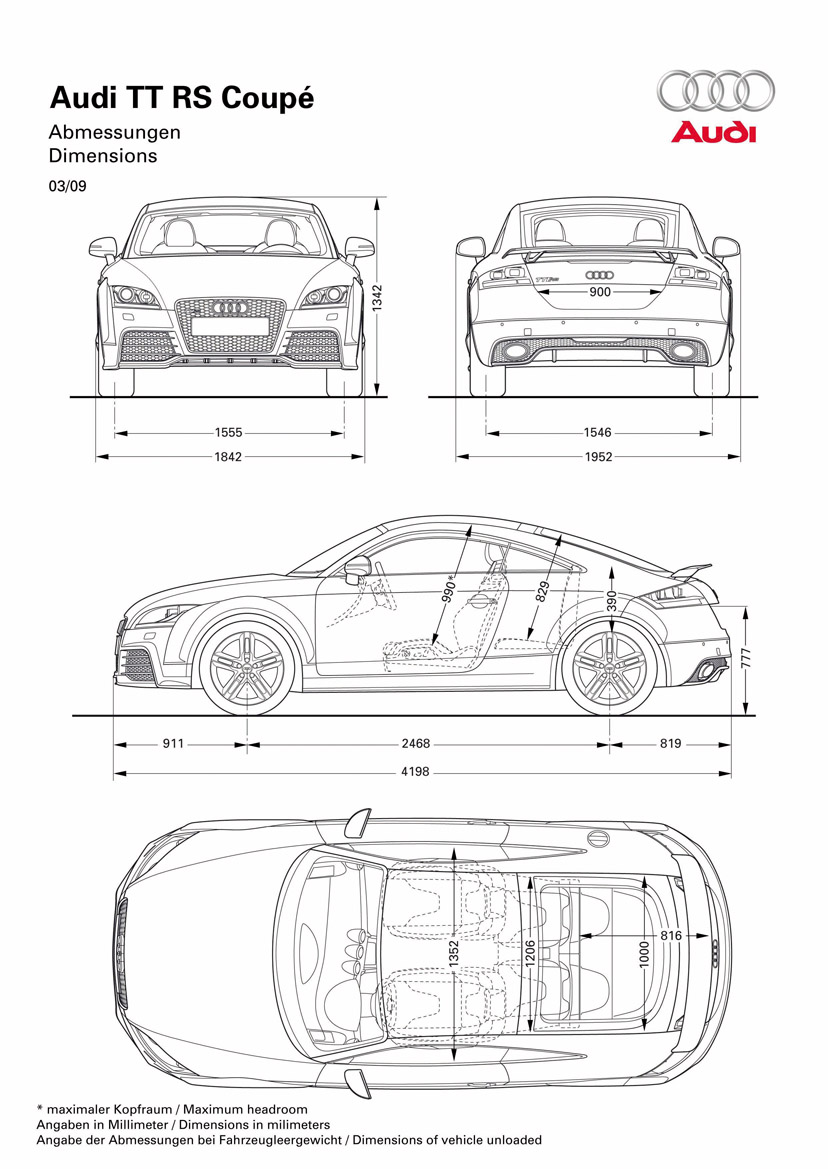 Audi TT RS Coupé
Audi
Abmessungen
Dimensions
03/09
1342
900
1555
1546
1842
1952
990*
829
390
777
911
2468
819
4198
1352
1206
1000
816
* maximaler Kopfraum / Maximum headroom
Angaben in Millimeter / Dimensions in milimeters
Angabe der Abmessungen bei Fahrzeugleergewicht / Dimensions of vehicle unloaded